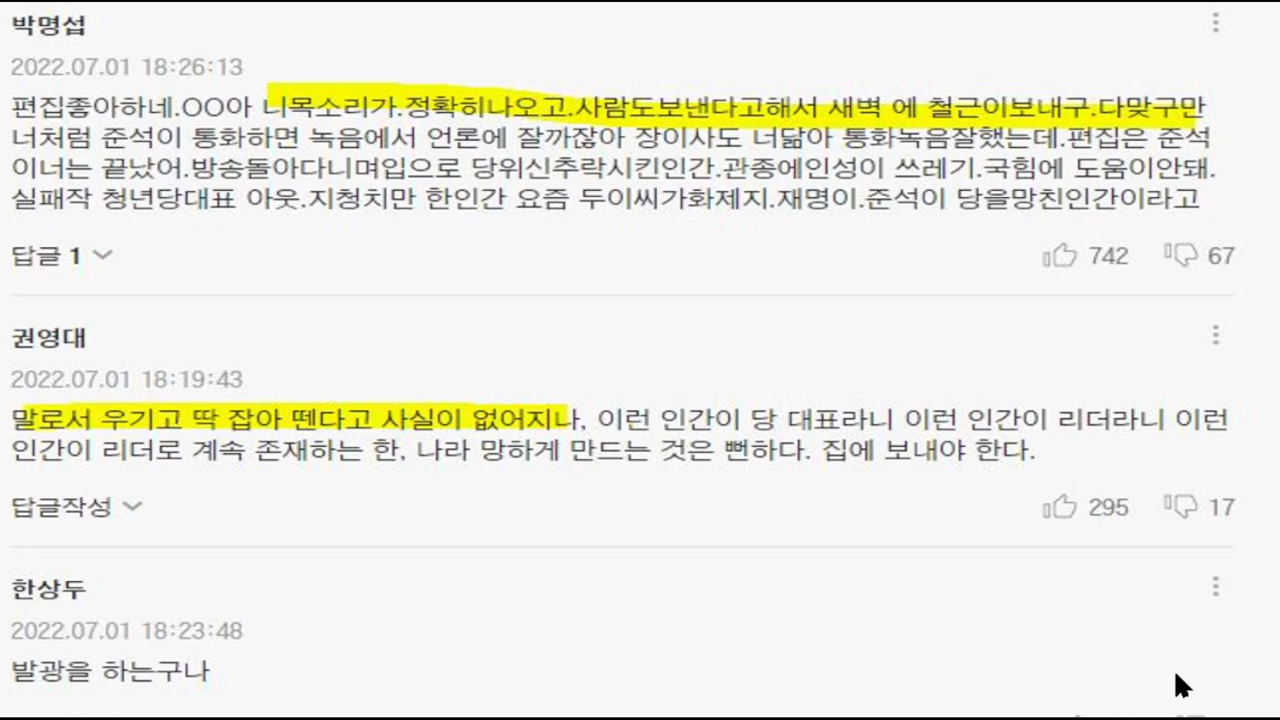 박명섭
2022.07.01 18:26:13
편집좋아하네.OO아 니목소리가.정확히나오고.사람도보낸다고해서 새벽 에 철근이보내구.다맞구만
너처럼 준석이 통화하면 녹음에서 언론에 잘까잖아 장이사도 너닮아 통화녹음잘했는데.편집은 준석
이너는 끝났어.방송돌아다니며입으로 당위신추락시킨인간.관종에인성이 쓰레기.국힘에 도움이안돼.
실패작 청년당대표 아웃.지청치만 한인간 요즘 두이씨가화제지.재명이.준석이 당을망친인간이라고
답글 1
742
67
권영대
2022.07.01 18:19:43
말로서 우기고 딱 잡아 뗀다고 사실이 없어지나, 이런 인간이 당 대표라니 이런 인간이 리더라니 이런
인간이 리더로 계속 존재하는 한, 나라 망하게 만드는 것은 뻔하다. 집에 보내야 한다.
답글작성
295
17
한상두
2022.07.01 18:23:48
발광을 하는구나